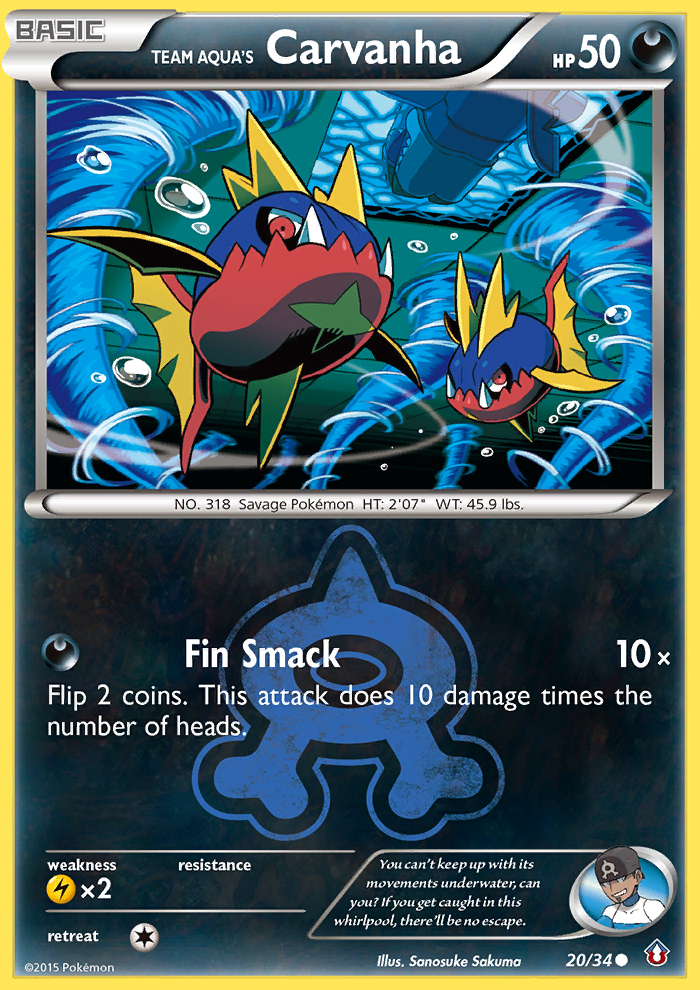 BASIC
TEAM AQUA'S Carvanha HP50
NO. 318 Savage Pokémon HT: 2'07" WT: 45.9 lbs.
Fin Smack 10×
Flip 2 coins. This attack does 10 damage times the
number of heads.
weakness resistance
×2
retreat
You can't keep up with its
movements underwater, can
you? If you get caught in this
whirlpool, there'll be no escape.
©2015 Pokémon
Illus. Sanosuke Sakuma
20/34